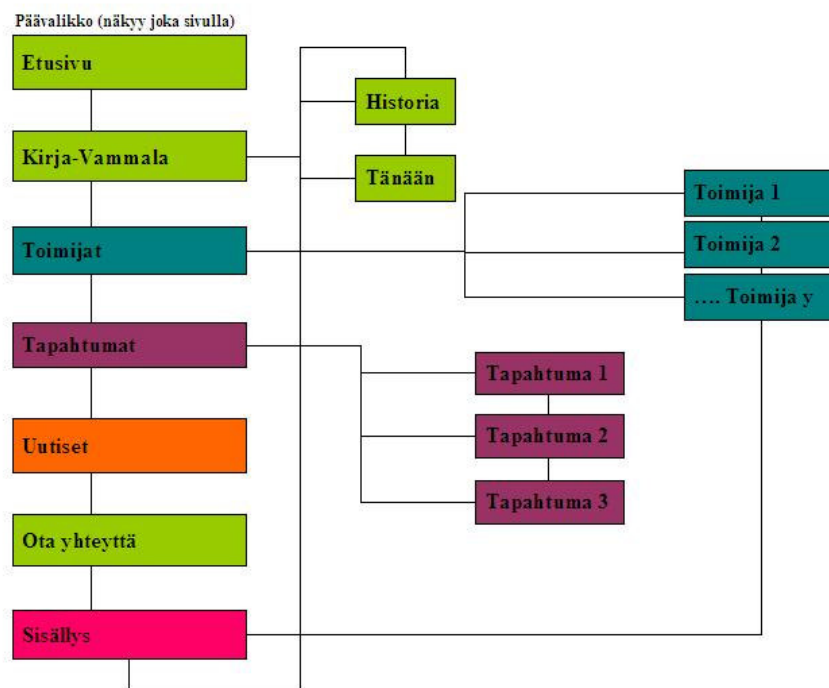 Päävalikko (näkyy joka sivulla)
Etusivu
Kirja-Vammala
Toimijat
Tapahtumat
Uutiset
Ota yhteyttä
Sisällys
Historia
Tänään
Toimija 1
Toimija 2
.... Toimija y
Tapahtuma 1
Tapahtuma 2
Tapahtuma 3